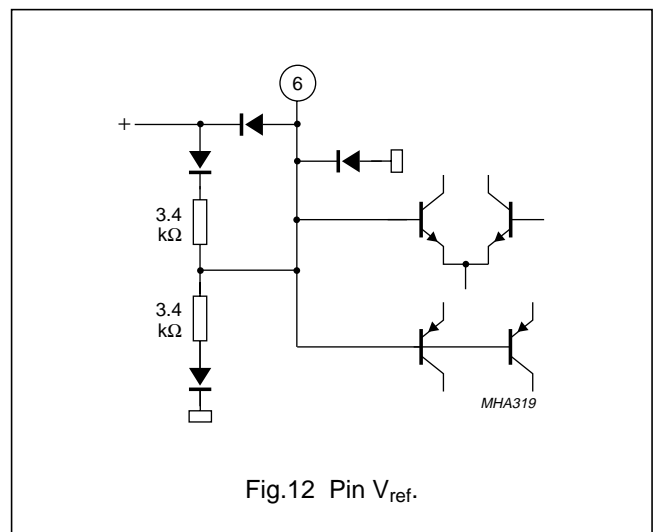 6
+
3.4
kΩ
3.4
kΩ
MHA319
Fig.12 Pin Vref.